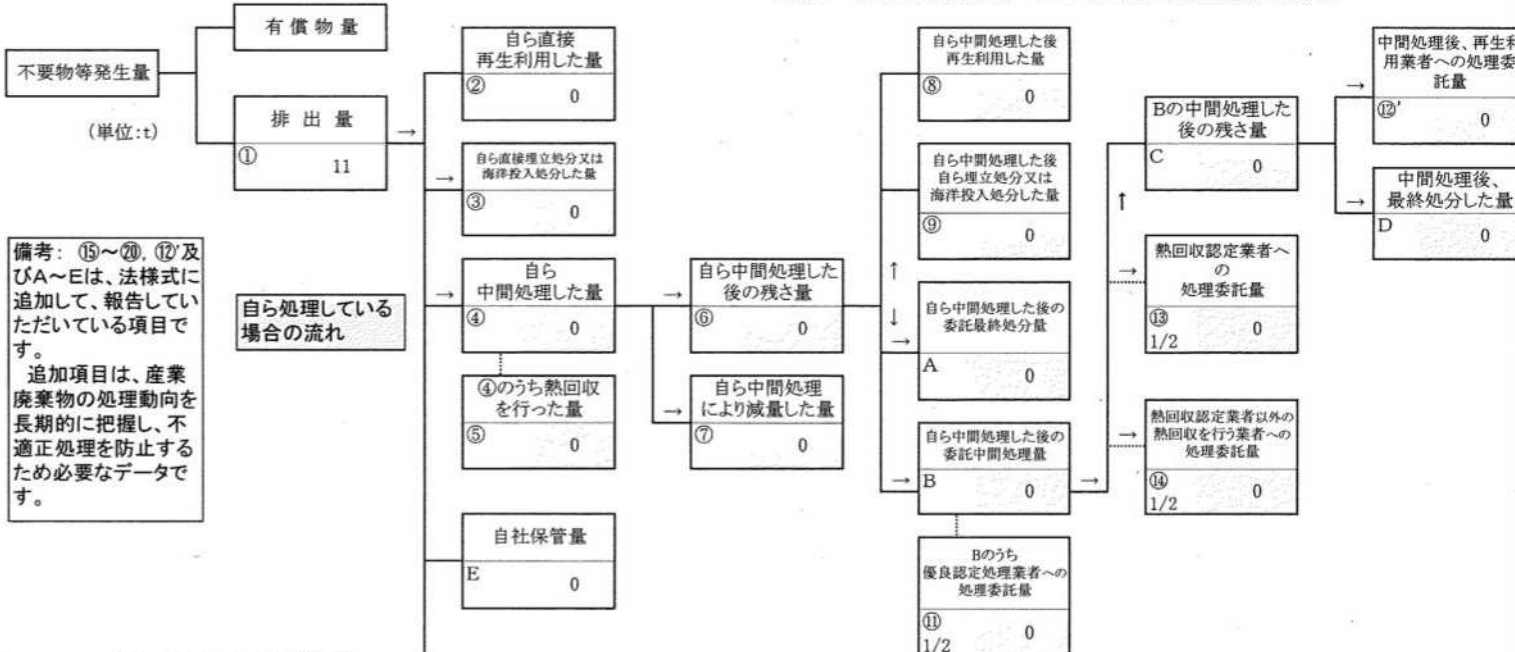 有償物量
不要物等発生量
(単位:t)
排出量
①
11
→
自ら直接
再生利用した量
②
0
→
自ら直接埋立処分又は
海洋投入処分した量
③
0
備考: ⑮~⑳, ⑫'及
びA~Eは、法様式に
追加して、報告してい
ただいている項目で
す。
追加項目は、産業
廃棄物の処理動向を
長期的に把握し、不
適正処理を防止する
ため必要なデータで
す。
自ら処理している
場合の流れ
→
自ら
中間処理した量
④
0
④のうち熱回収
を行った量
⑤
0
自社保管量
E
0
→
自ら中間処理した
後の残さ量
⑥
0
→
自ら中間処理
により減量した量
⑦
0
自ら中間処理した後
再生利用した量
⑧
0
自ら中間処理した後
自ら埋立処分又は
海洋投入処分した量
⑨
0
↑
↓
→
自ら中間処理した後の
委託最終処分量
A
0
→
自ら中間処理した後の
委託中間処理量
B
0
→
Bのうち
優良認定処理業者への
処理委託量
⑪
1/2
0
↑
Bの中間処理した
後の残さ量
C
0
→
熱回収認定業者へ
の
処理委託量
⑬
1/2
0
→
熱回収認定業者以外の
熱回収を行う業者への
処理委託量
⑭
1/2
0
→
中間処理後、再生利
用業者への処理委
託量
⑫'
0
→
中間処理後、
最終処分した量
D
0